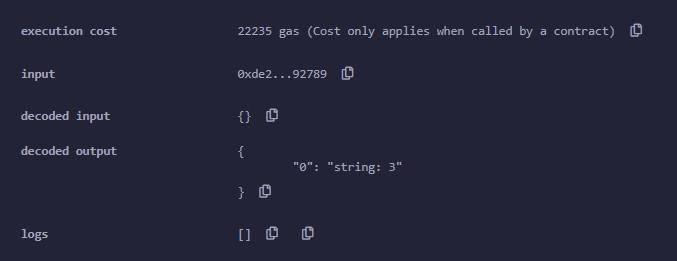 execution cost 22235 gas (Cost only applies when called by a contract)
input 0xde2...92789
decoded input {}
decoded output {
"0": "string: 3"
}
logs []